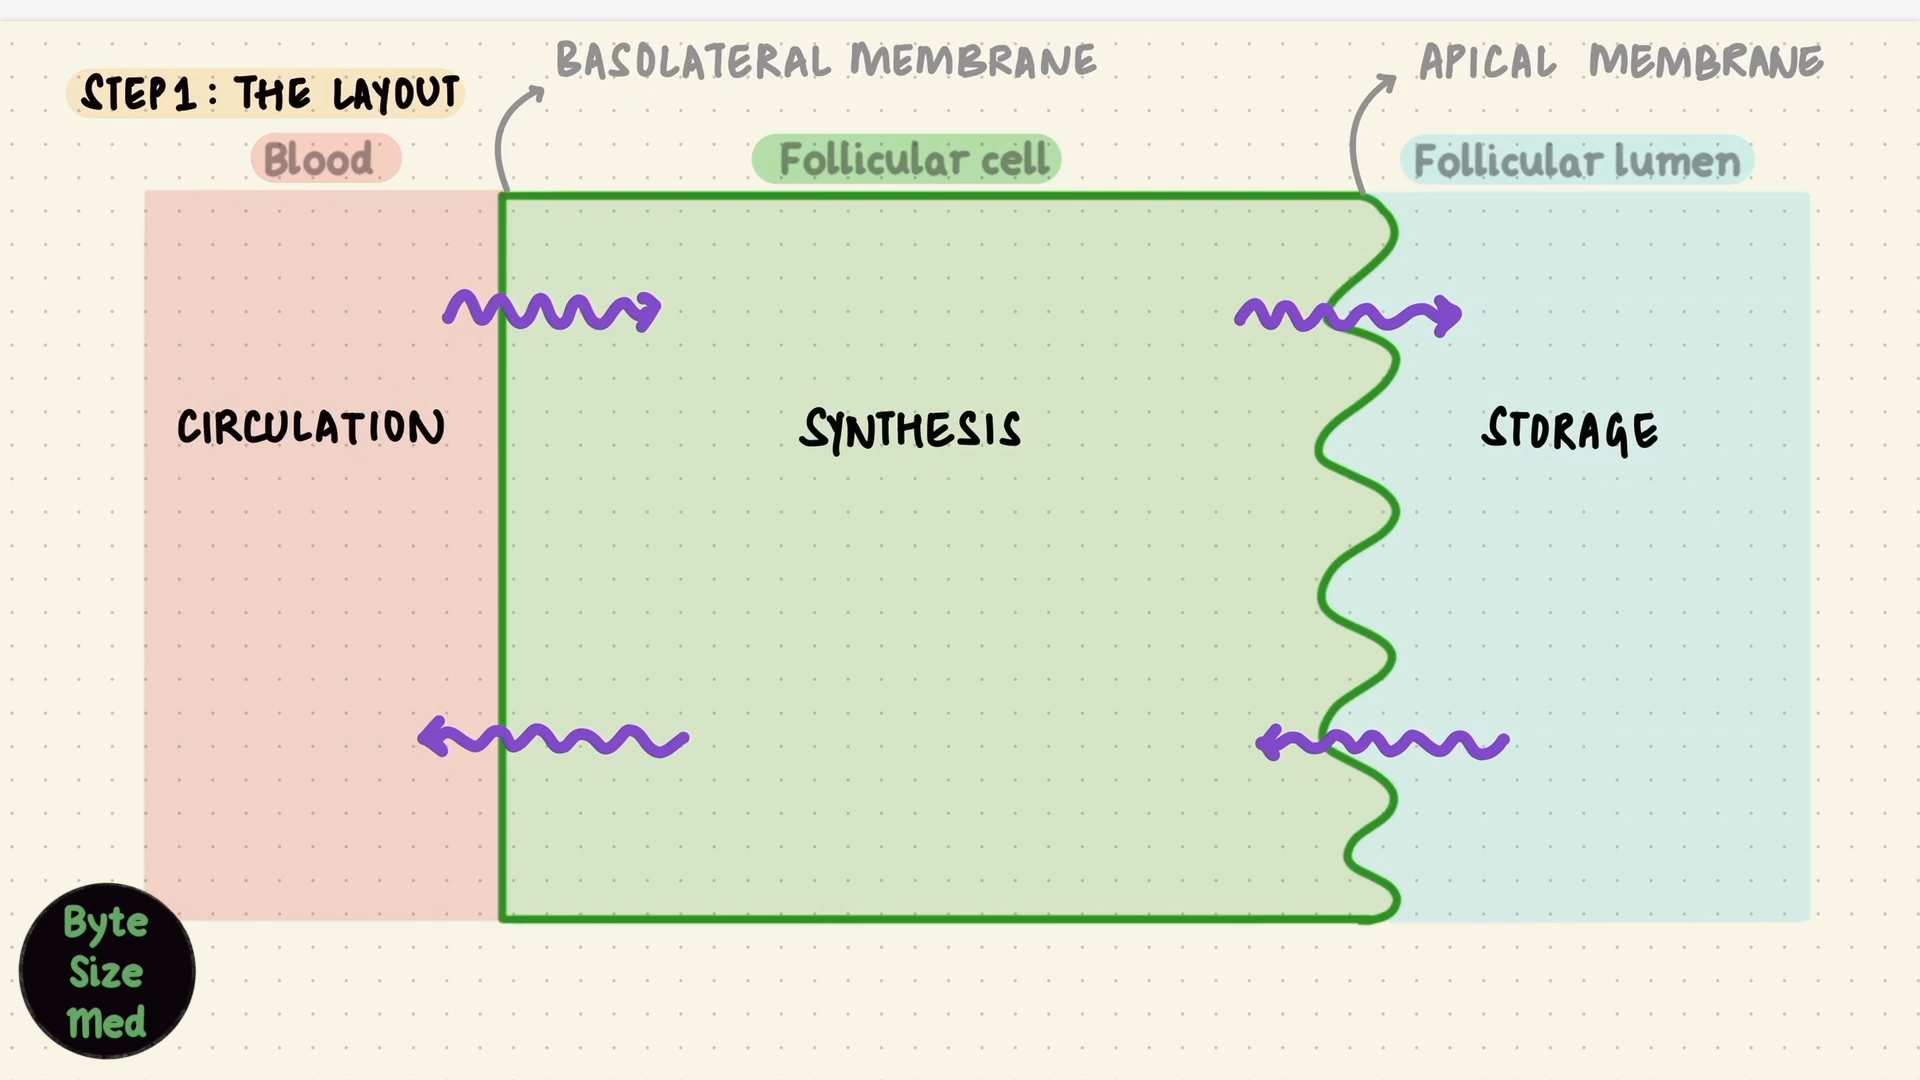 BASOLATERAL MEMBRANE
APICAL MEMBRANE
STEP 1: THE LAYOUT
Blood
Follicular cell
Follicular lumen
CIRCULATION
SYNTHESIS
STORAGE
Byte
Size
Med